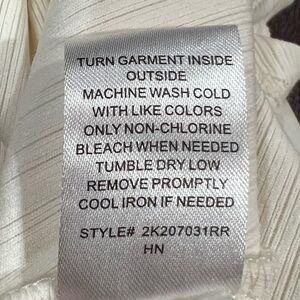 TURN GARMENT INSIDE
OUTSIDE
MACHINE WASH COLD
WITH LIKE COLORS
ONLY NON-CHLORINE
BLEACH WHEN NEEDED
TUMBLE DRY LOW
REMOVE PROMPTLY
COOL IRON IF NEEDED
STYLE# 2K207031RR
HN